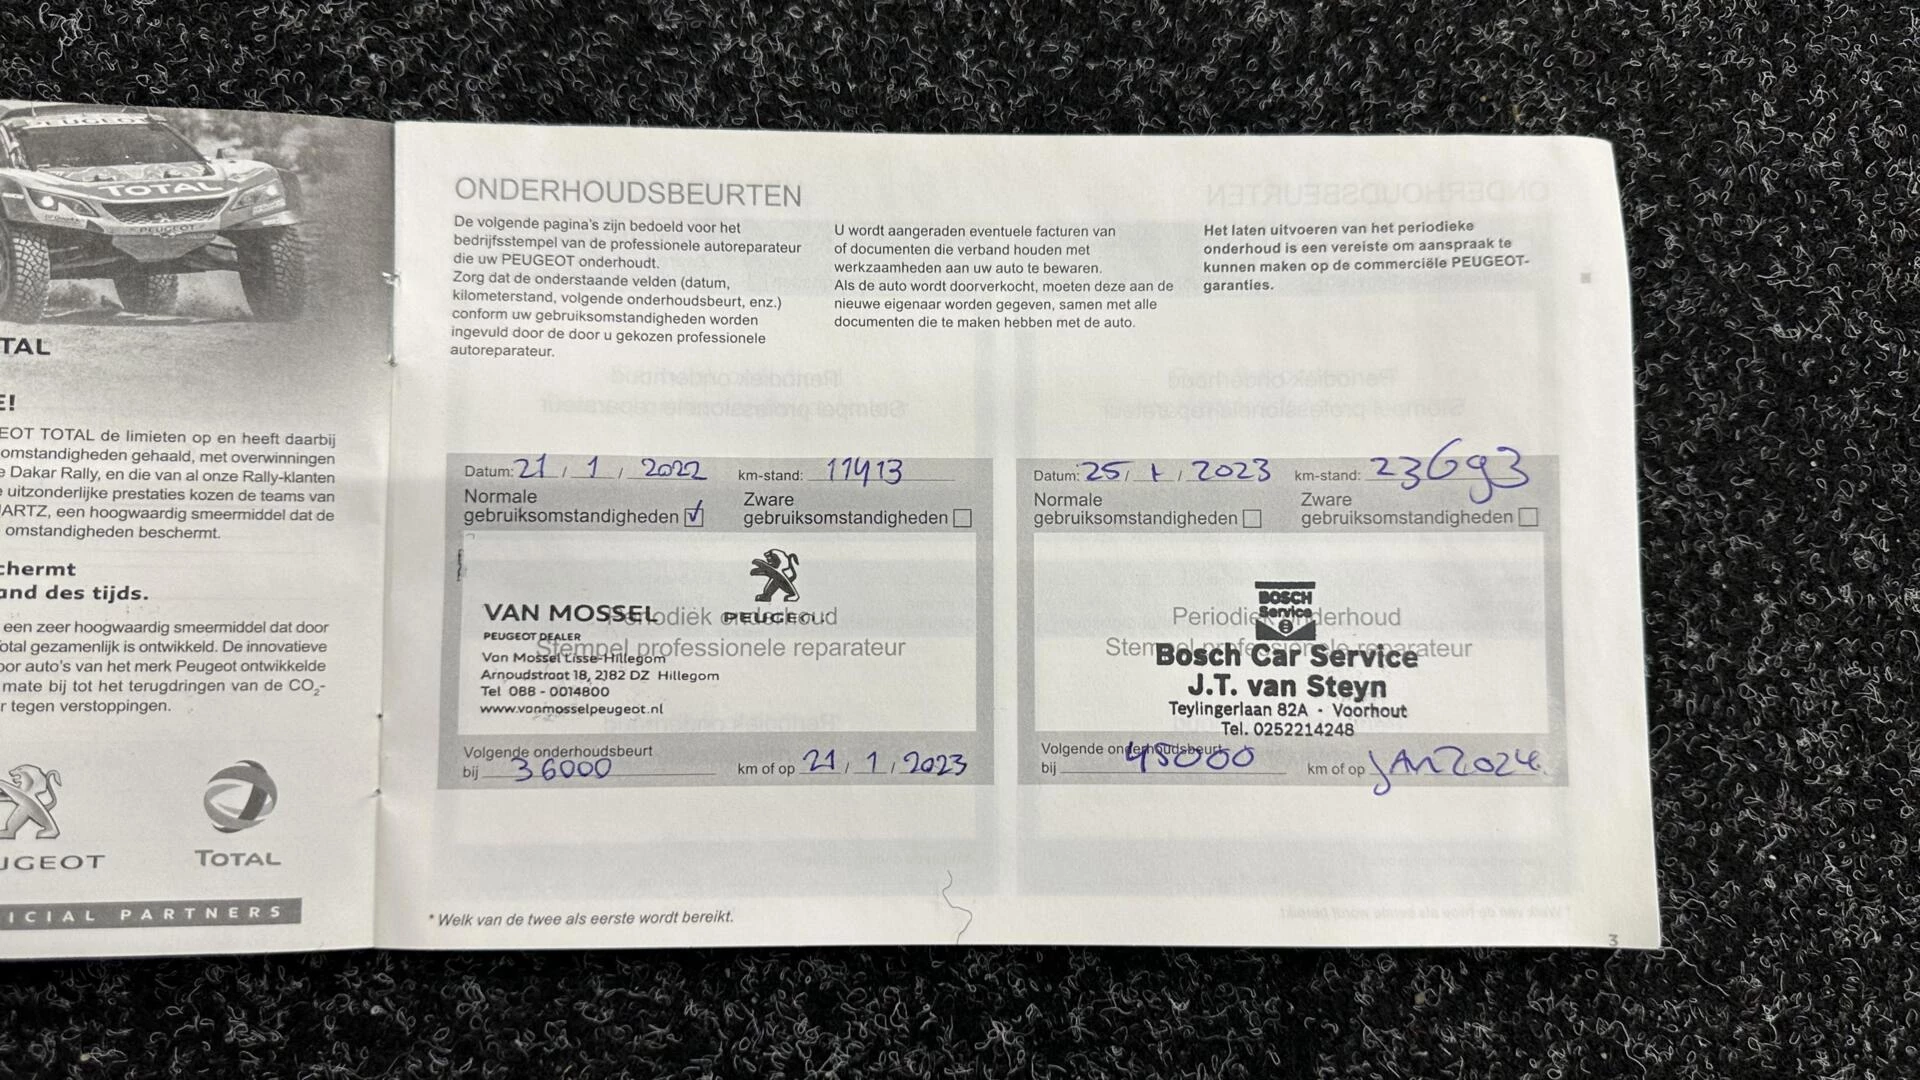 PEUGEOT
TOTAL
PEUGEOT
TAL
E!
EOT TOTAL de limieten op en heeft daarbij
omstandigheden gehaald, met overwinningen
e Dakar Rally, en die van al onze Rally-klanten
uitzonderlijke prestaties kozen de teams van
ARTZ, een hoogwaardig smeermiddel dat de
omstandigheden beschermt.
chermt
and des tijds.
een zeer hoogwaardig smeermiddel dat door
otal gezamenlijk is ontwikkeld. De innovatieve
oor auto's van het merk Peugeot ontwikkelde
mate bij tot het terugdringen van de CO₂-
r tegen verstoppingen.
UGEOT
TOTAL
ICIAL PARTNERS
ONDERHOUDSBEURTEN
De volgende pagina's zijn bedoeld voor het
bedrijfsstempel van de professionele autoreparateur
die uw PEUGEOT onderhoudt.
Zorg dat de onderstaande velden (datum,
kilometerstand, volgende onderhoudsbeurt, enz.)
conform uw gebruiksomstandigheden worden
ingevuld door de door u gekozen professionele
autoreparateur.
U wordt aangeraden eventuele facturen van
of documenten die verband houden met
werkzaamheden aan uw auto te bewaren.
Als de auto wordt doorverkocht, moeten deze aan de
nieuwe eigenaar worden gegeven, samen met alle
documenten die te maken hebben met de auto.
Het laten uitvoeren van het periodieke
onderhoud is een vereiste om aanspraak te
kunnen maken op de commerciële PEUGEOT-
garanties.
Datum: 21 / 1 / 2022 km-stand: 11413
Normale
gebruiksomstandigheden
Zware
gebruiksomstandigheden
Periodiek onderhoud
Stempel professionele reparateur
PEUGEOT
VAN MOSSEL
PEUGEOT DEALER
Van Mossel Lisse-Hillegom
Arnoudstraat 18, 2182 DZ Hillegom
Tel 088 - 0014800
www.vanmosselpeugeot.nl
Volgende onderhoudsbeurt
bij 36000 km of op 21 / 1 / 2023
Datum: 25 / 1 / 2023 km-stand: 23693
Normale
gebruiksomstandigheden
Zware
gebruiksomstandigheden
Periodiek onderhoud
Stempel professionele reparateur
BOSCH
Service
Bosch Car Service
J.T. van Steyn
Teylingerlaan 82A - Voorhout
Tel. 0252214248
Volgende onderhoudsbeurt
bij 45000 km of op JAN 2024.
* Welk van de twee als eerste wordt bereikt.
3